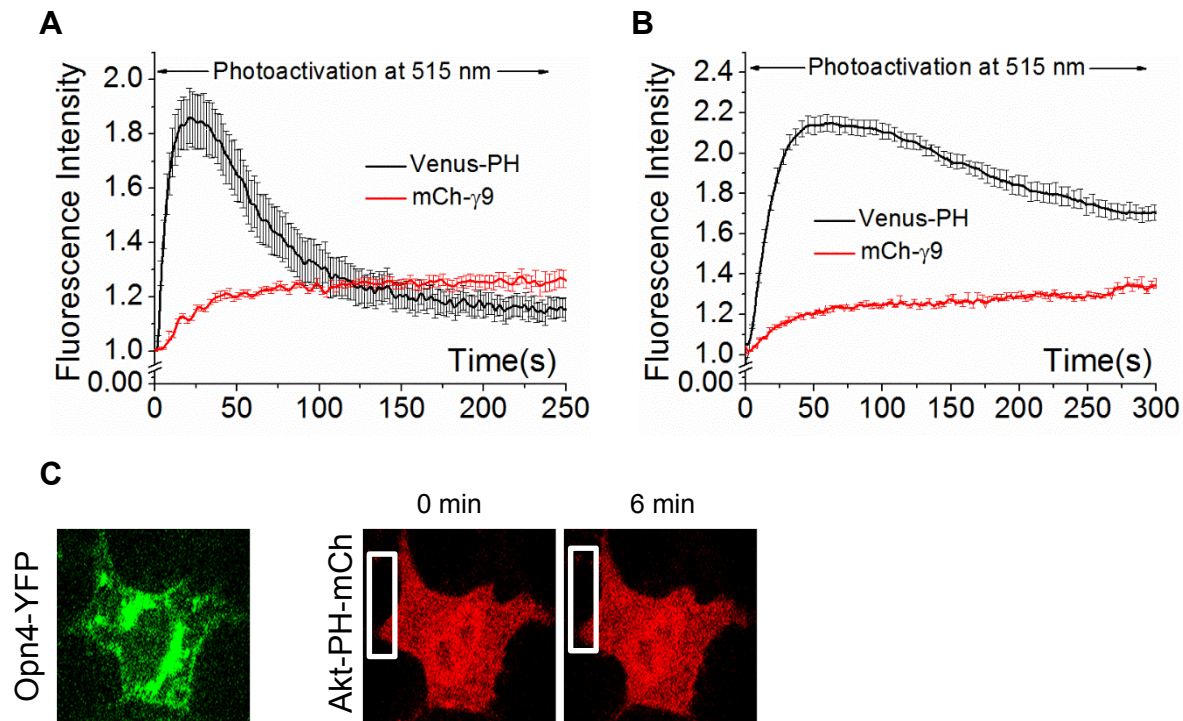 A
Fluorescence Intensity
2.0
1.8
1.6
1.4
1.2
1.0
0.00
Photoactivation at 515 nm
Venus-PH
mCh-γ9
Time(s)
0 50 100 150 200 250
B
Fluorescence Intensity
2.4
2.2
2.0
1.8
1.6
1.4
1.2
1.0
0.00
Photoactivation at 515 nm
Venus-PH
mCh-γ9
Time(s)
0 50 100 150 200 250 300
C
0 min 6 min
Opn4-YFP
Akt-PH-mCh